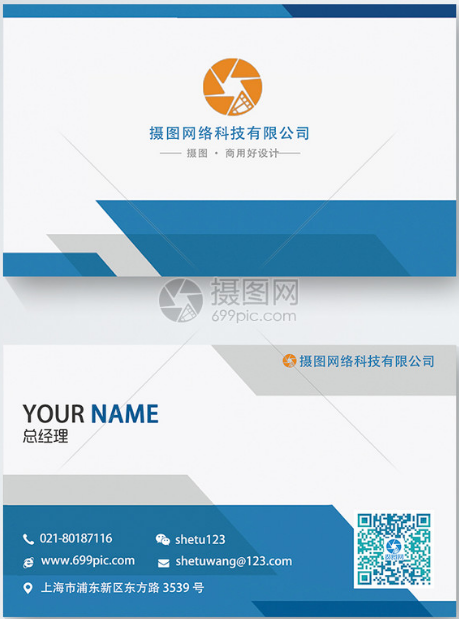 摄图网络科技有限公司
摄图 · 商用好设计
摄图网
699pic.com
摄图网络科技有限公司
YOUR NAME
总经理
021-80187116
shetu123
www.699pic.com
shetuwang@123.com
上海市浦东新区东方路 3539 号
摄图网